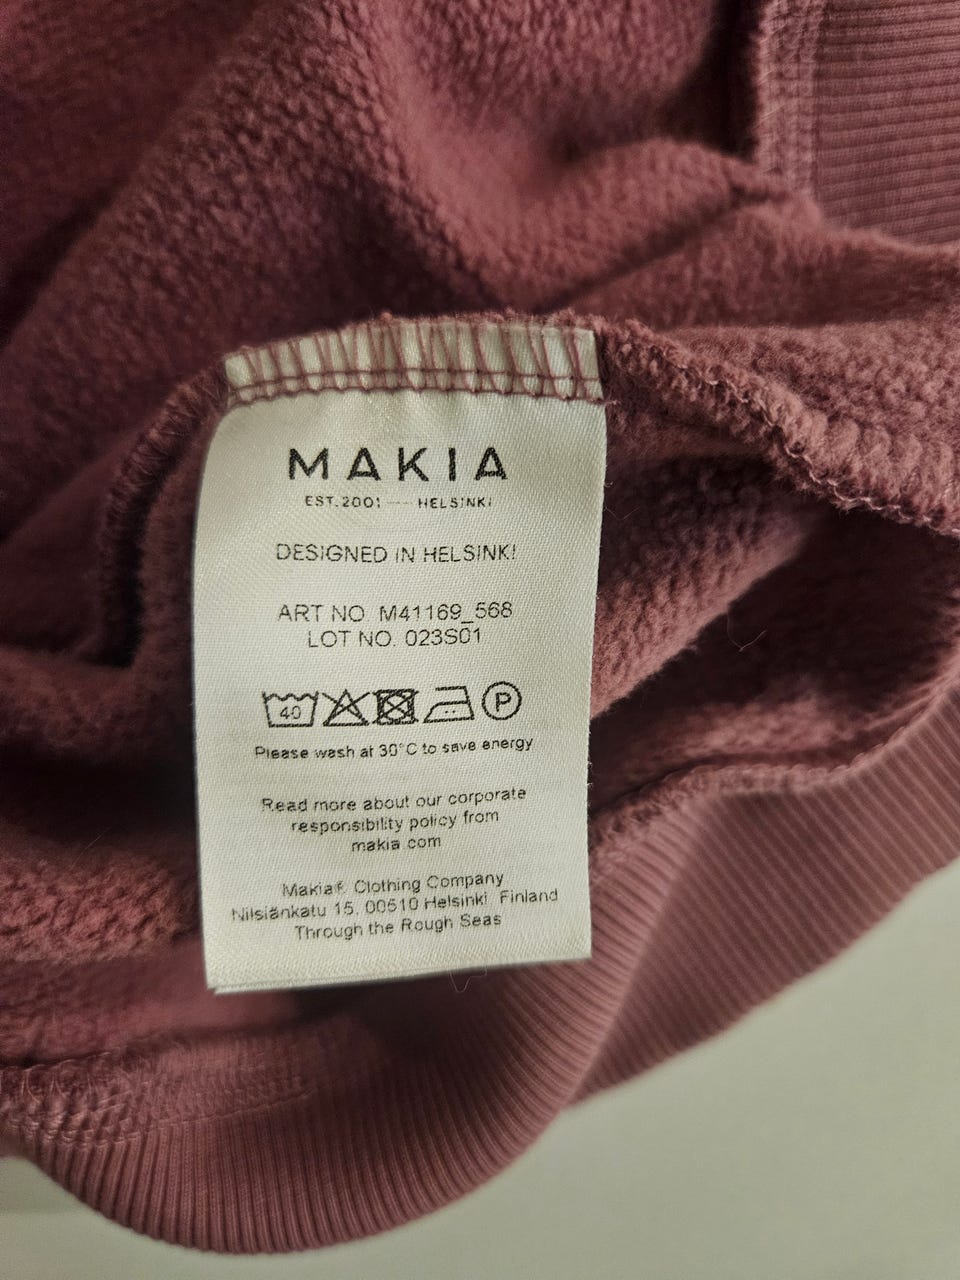 MAKIA
EST.2001 — HELSINKI
DESIGNED IN HELSINKI
ART NO. M41169_568
LOT NO. 023S01
40 P
Please wash at 30°C to save energy
Read more about our corporate
responsibility policy from
makia.com
Makia® Clothing Company
Nilsiänkatu 15, 00510 Helsinki Finland
Through the Rough Seas